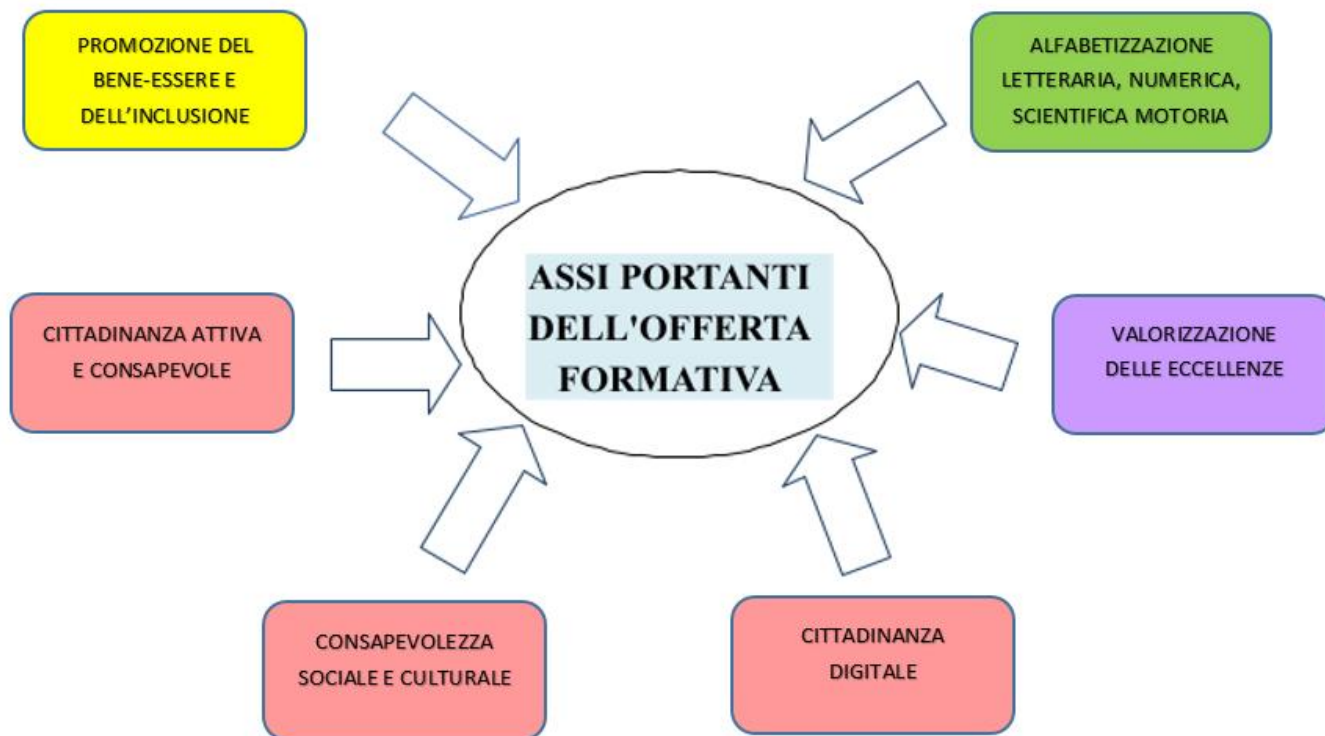 PROMOZIONE DEL
BENE-ESSERE E
DELL'INCLUSIONE
ALFABETIZZAZIONE
LETTERARIA, NUMERICA,
SCIENTIFICA MOTORIA
ASSI PORTANTI
DELL'OFFERTA
FORMATIVA
CITTADINANZA ATTIVA
E CONSAPEVOLE
VALORIZZAZIONE
DELLE ECCELLENZE
CONSAPEVOLEZZA
SOCIALE E CULTURALE
CITTADINANZA
DIGITALE